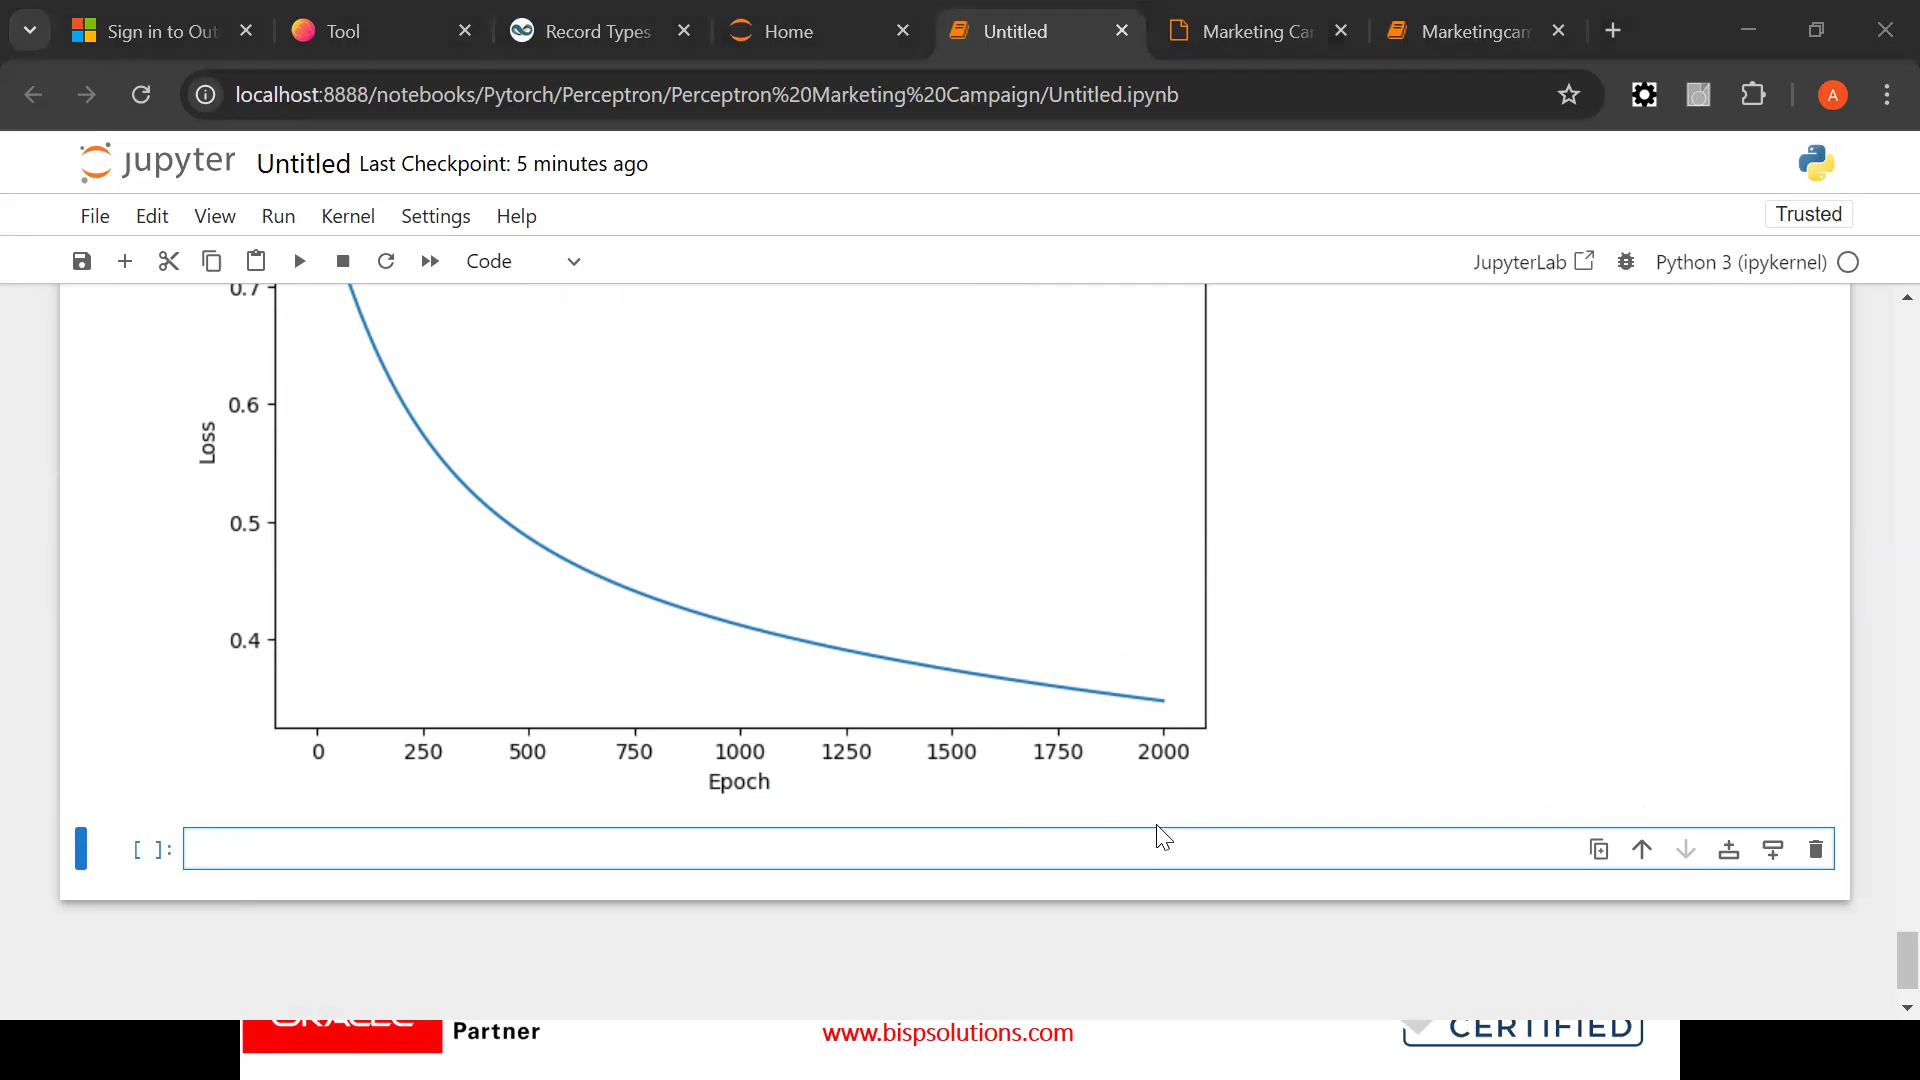 Sign in to Out
Tool
Record Types
Home
Untitled
Marketing Car
Marketingcam
localhost:8888/notebooks/Pytorch/Perceptron/Perceptron%20Marketing%20Campaign/Untitled.ipynb
A
jupyter Untitled Last Checkpoint: 5 minutes ago
File Edit View Run Kernel Settings Help
Trusted
Code
JupyterLab
Python 3 (ipykernel)
0.7
0.6
0.5
0.4
Loss
0 250 500 750 1000 1250 1500 1750 2000
Epoch
[ ]:
ORACLE
Partner
www.bispsolutions.com
CERTIFIED